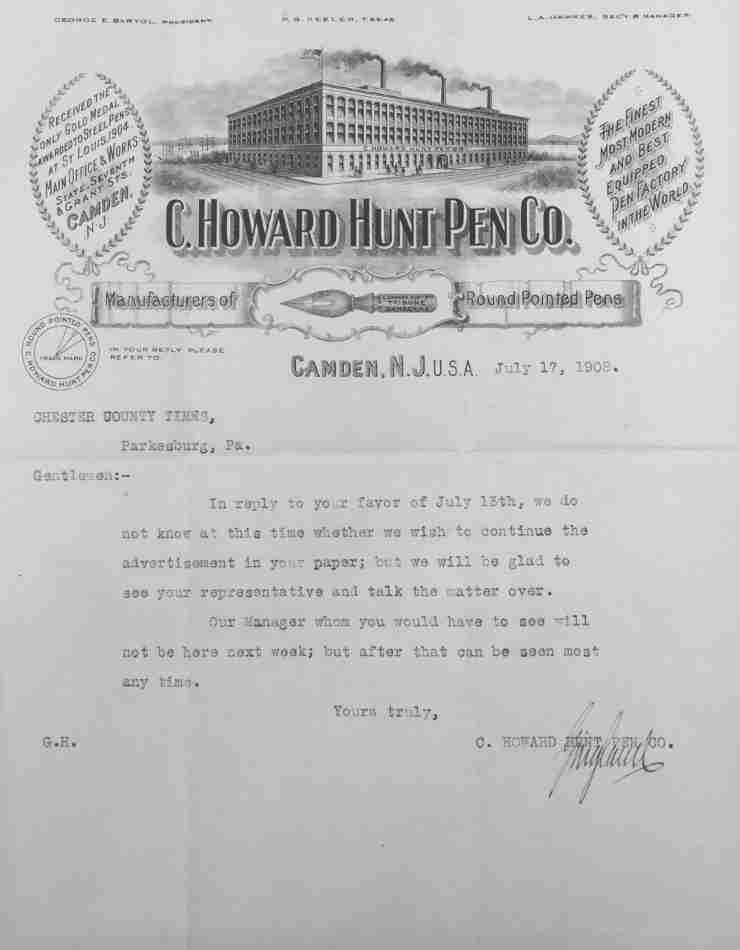 GEORGE E. BARTOL, PRESIDENT
TREAS
L.A. HAWKES, SEC'Y & MANAGER
RECEIVED THE
ONLY GOLD MEDAL
AWARDED TO STEEL PENS
AT ST LOUIS, 1904.
MAIN OFFICE & WORKS
STATE, SEVENTH
& GRANT STS.
CAMDEN,
N.J.
C. HOWARD HUNT PEN CO.
THE FINEST
MOST MODERN
AND BEST
EQUIPPED
PEN FACTORY
IN THE WORLD
C. HOWARD HUNT PEN CO.
Manufacturers of
Round Pointed Pens
ROUND POINTED PENS
TRADE MARK
C. HOWARD HUNT PEN CO
IN YOUR REPLY PLEASE
REFER TO
CAMDEN, N.J. U.S.A. July 17, 1908.
CHESTER COUNTY TIMES,
Parkesburg, Pa.
Gentlemen:-
In reply to your favor of July 13th, we do
not know at this time whether we wish to continue the
advertisement in your paper; but we will be glad to
see your representative and talk the matter over.
Our Manager whom you would have to see will
not be here next week; but after that can be seen most
any time.
Yours truly,
G.H.
C. HOWARD HUNT PEN CO.